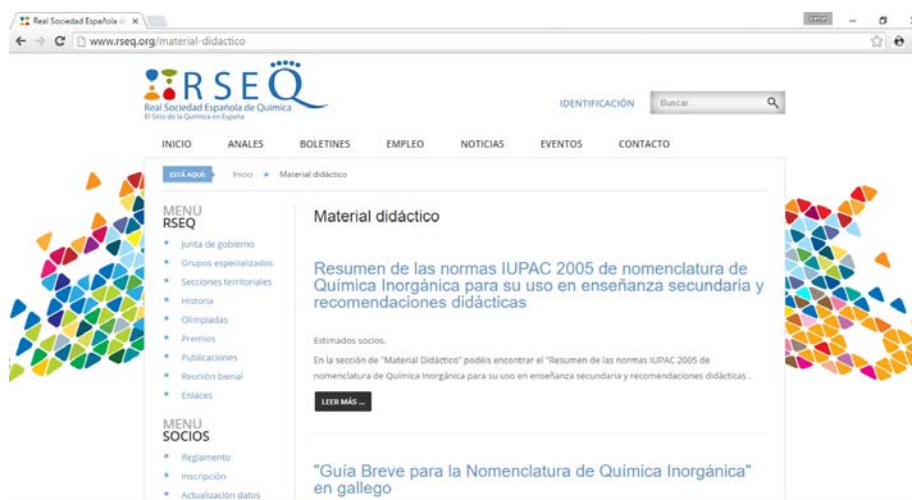 Real Sociedad Española d
www.rseq.org/material-didactico
RSEQ
Real Sociedad Española de Química
El Sitio de la Química en España
IDENTIFICACIÓN
Buscar...
INICIO ANALES BOLETINES EMPLEO NOTICIAS EVENTOS CONTACTO
ESTÁ AQUÍ: Inicio Material didáctico
MENÚ
RSEQ
Junta de gobierno
Grupos especializados
Secciones territoriales
Historia
Olimpiadas
Premios
Publicaciones
Reunión bienal
Enlaces
MENÚ
SOCIOS
Reglamento
Inscripción
Actualización datos
Material didáctico
Resumen de las normas IUPAC 2005 de nomenclatura de
Química Inorgánica para su uso en enseñanza secundaria y
recomendaciones didácticas
Estimados socios,
En la sección de "Material Didáctico" podéis encontrar el "Resumen de las normas IUPAC 2005 de
nomenclatura de Química Inorgánica para su uso en enseñanza secundaria y recomendaciones didácticas .
LEER MÁS ...
"Guía Breve para la Nomenclatura de Química Inorgánica"
en gallego